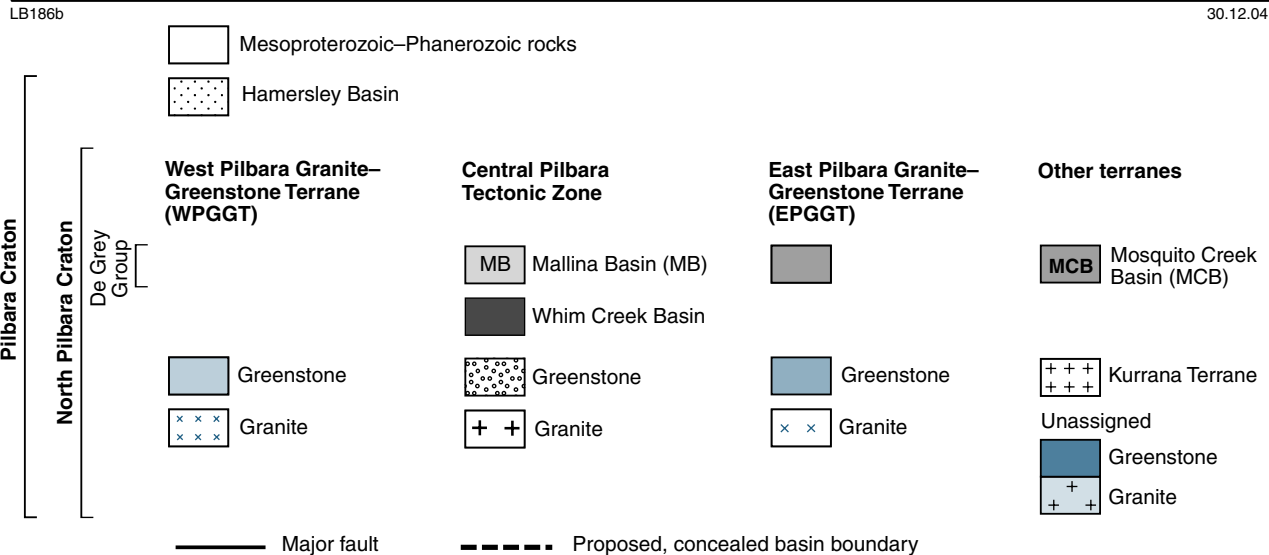 LB186b
30.12.04
Mesoproterozoic–Phanerozoic rocks
Hamersley Basin
Pilbara Craton
North Pilbara Craton
De Grey
Group
West Pilbara Granite–
Greenstone Terrane
(WPGGT)
Greenstone
Granite
Central Pilbara
Tectonic Zone
MB
Mallina Basin (MB)
Whim Creek Basin
Greenstone
Granite
East Pilbara Granite–
Greenstone Terrane
(EPGGT)
Greenstone
Granite
Other terranes
MCB
Mosquito Creek
Basin (MCB)
Kurrana Terrane
Unassigned
Greenstone
Granite
Major fault
Proposed, concealed basin boundary